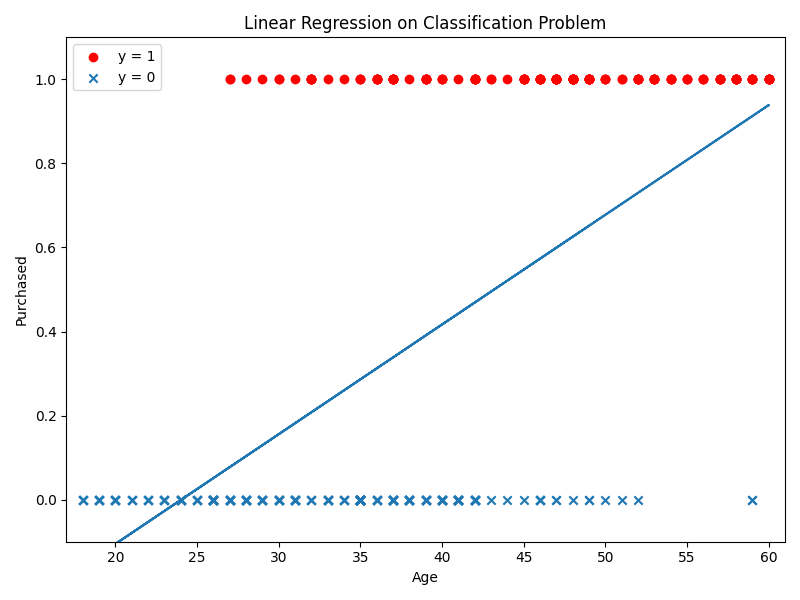 Linear Regression on Classification Problem
y = 1
y = 0
1.0
0.8
0.6
0.4
0.2
0.0
Purchased
20 25 30 35 40 45 50 55 60
Age